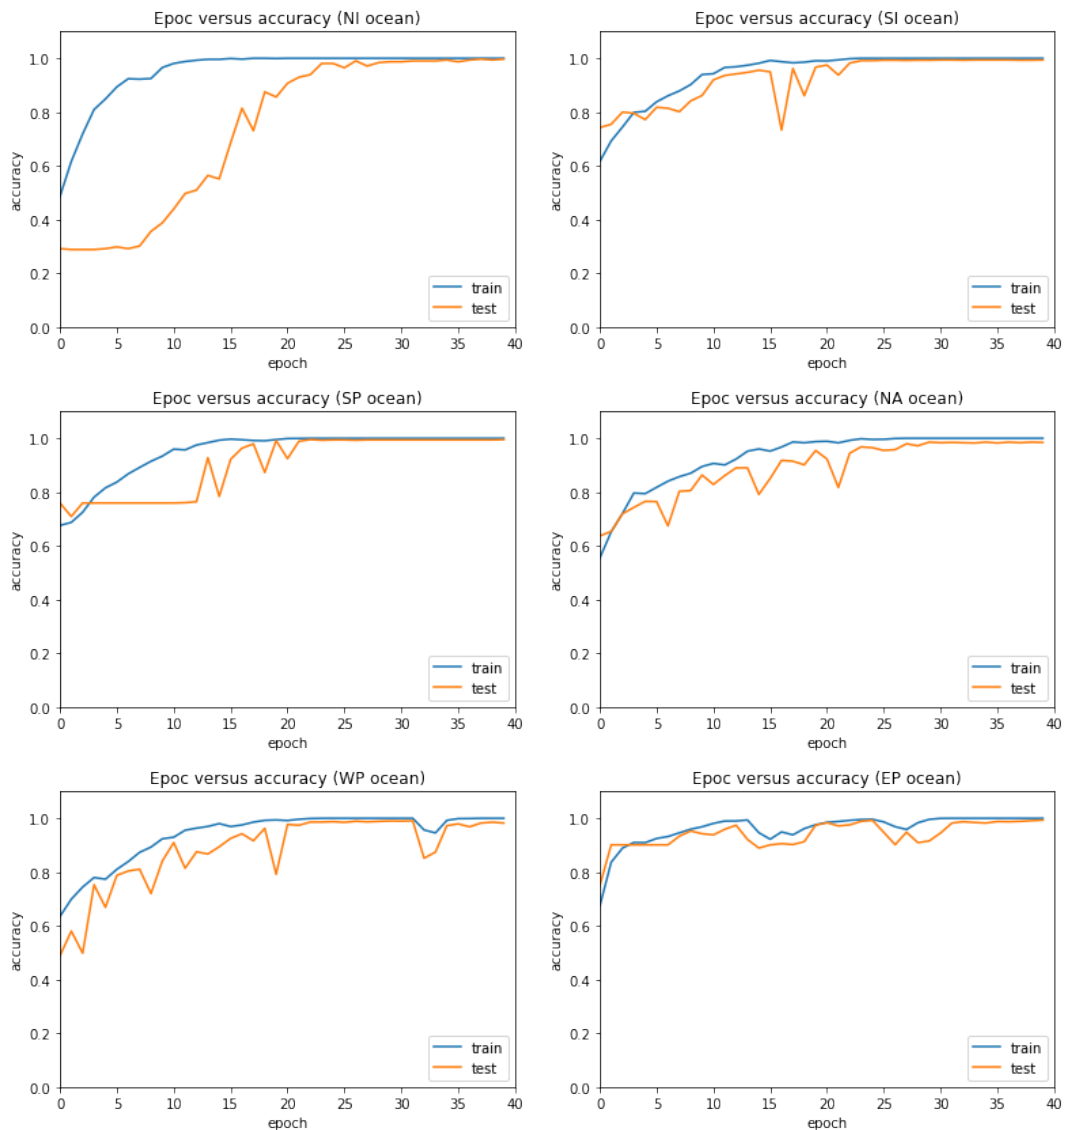 Epoc versus accuracy (NI ocean)
accuracy
1.0
0.8
0.6
0.4
0.2
0.0
train
test
0 5 10 15 20 25 30 35 40
epoch
Epoc versus accuracy (SI ocean)
accuracy
1.0
0.8
0.6
0.4
0.2
0.0
train
test
0 5 10 15 20 25 30 35 40
epoch
Epoc versus accuracy (SP ocean)
accuracy
1.0
0.8
0.6
0.4
0.2
0.0
train
test
0 5 10 15 20 25 30 35 40
epoch
Epoc versus accuracy (NA ocean)
accuracy
1.0
0.8
0.6
0.4
0.2
0.0
train
test
0 5 10 15 20 25 30 35 40
epoch
Epoc versus accuracy (WP ocean)
accuracy
1.0
0.8
0.6
0.4
0.2
0.0
train
test
0 5 10 15 20 25 30 35 40
epoch
Epoc versus accuracy (EP ocean)
accuracy
1.0
0.8
0.6
0.4
0.2
0.0
train
test
0 5 10 15 20 25 30 35 40
epoch